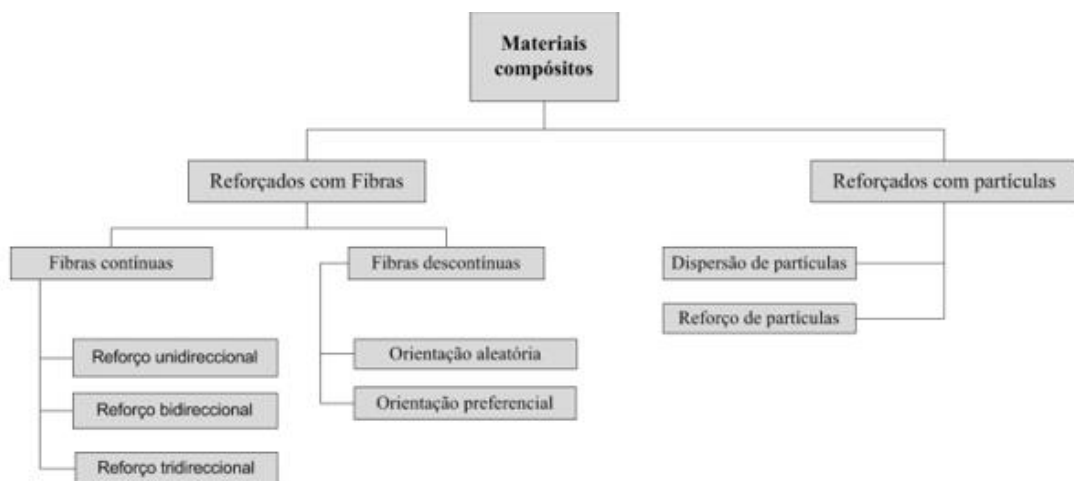 Materiais
compósitos
Reforçados com Fibras
Reforçados com partículas
Fibras contínuas
Fibras descontínuas
Dispersão de partículas
Reforço de partículas
Reforço unidireccional
Orientação aleatória
Reforço bidireccional
Orientação preferencial
Reforço tridireccional